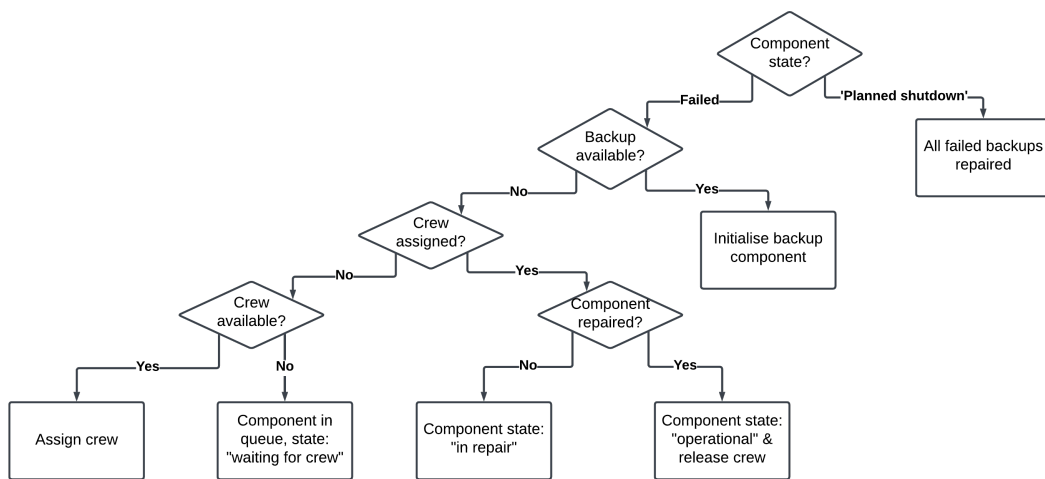 Component
state?
Failed
'Planned shutdown'
Backup
available?
All failed backups
repaired
No
Yes
Crew
assigned?
Initialise backup
component
No
Yes
Crew
available?
Component
repaired?
Yes
No
No
Yes
Assign crew
Component in
queue, state:
"waiting for crew"
Component state:
"in repair"
Component state:
"operational" &
release crew